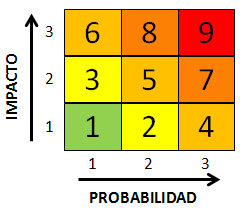 IMPACTO
3 6 8 9
2 3 5 7
1 1 2 4
1 2 3
PROBABILIDAD